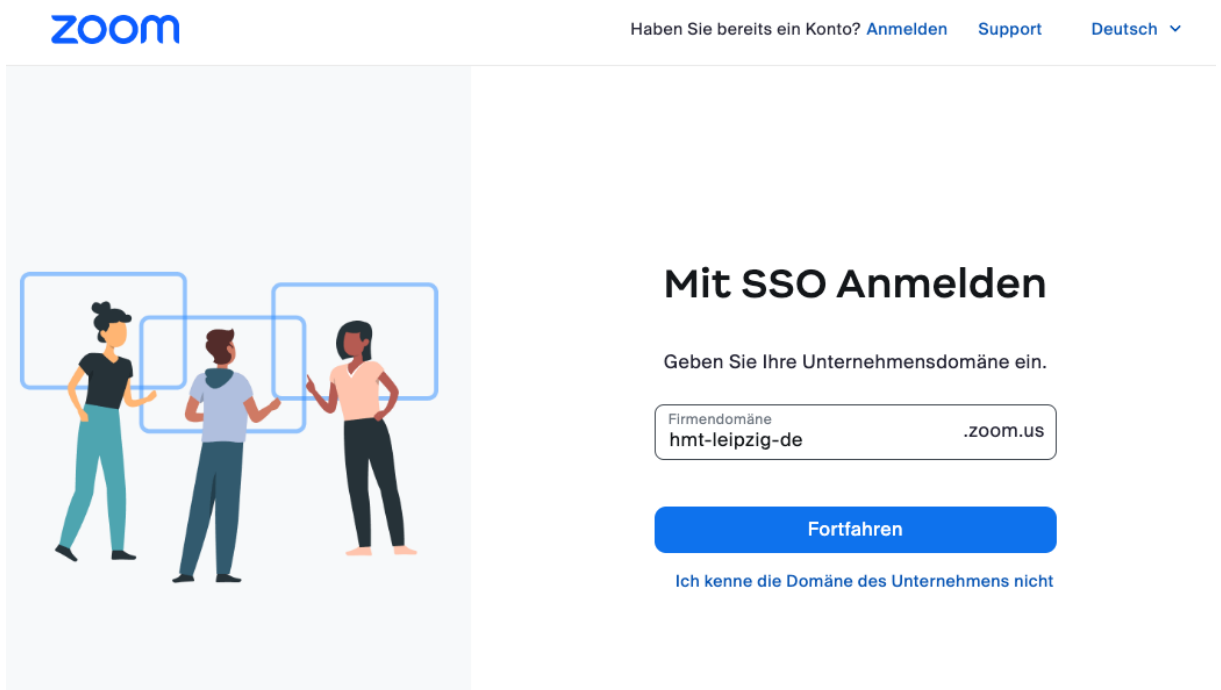 zoom
Haben Sie bereits ein Konto? Anmelden Support Deutsch
Mit SSO Anmelden
Geben Sie Ihre Unternehmensdomäne ein.
Firmendomäne
hmt-leipzig-de .zoom.us
Fortfahren
Ich kenne die Domäne des Unternehmens nicht